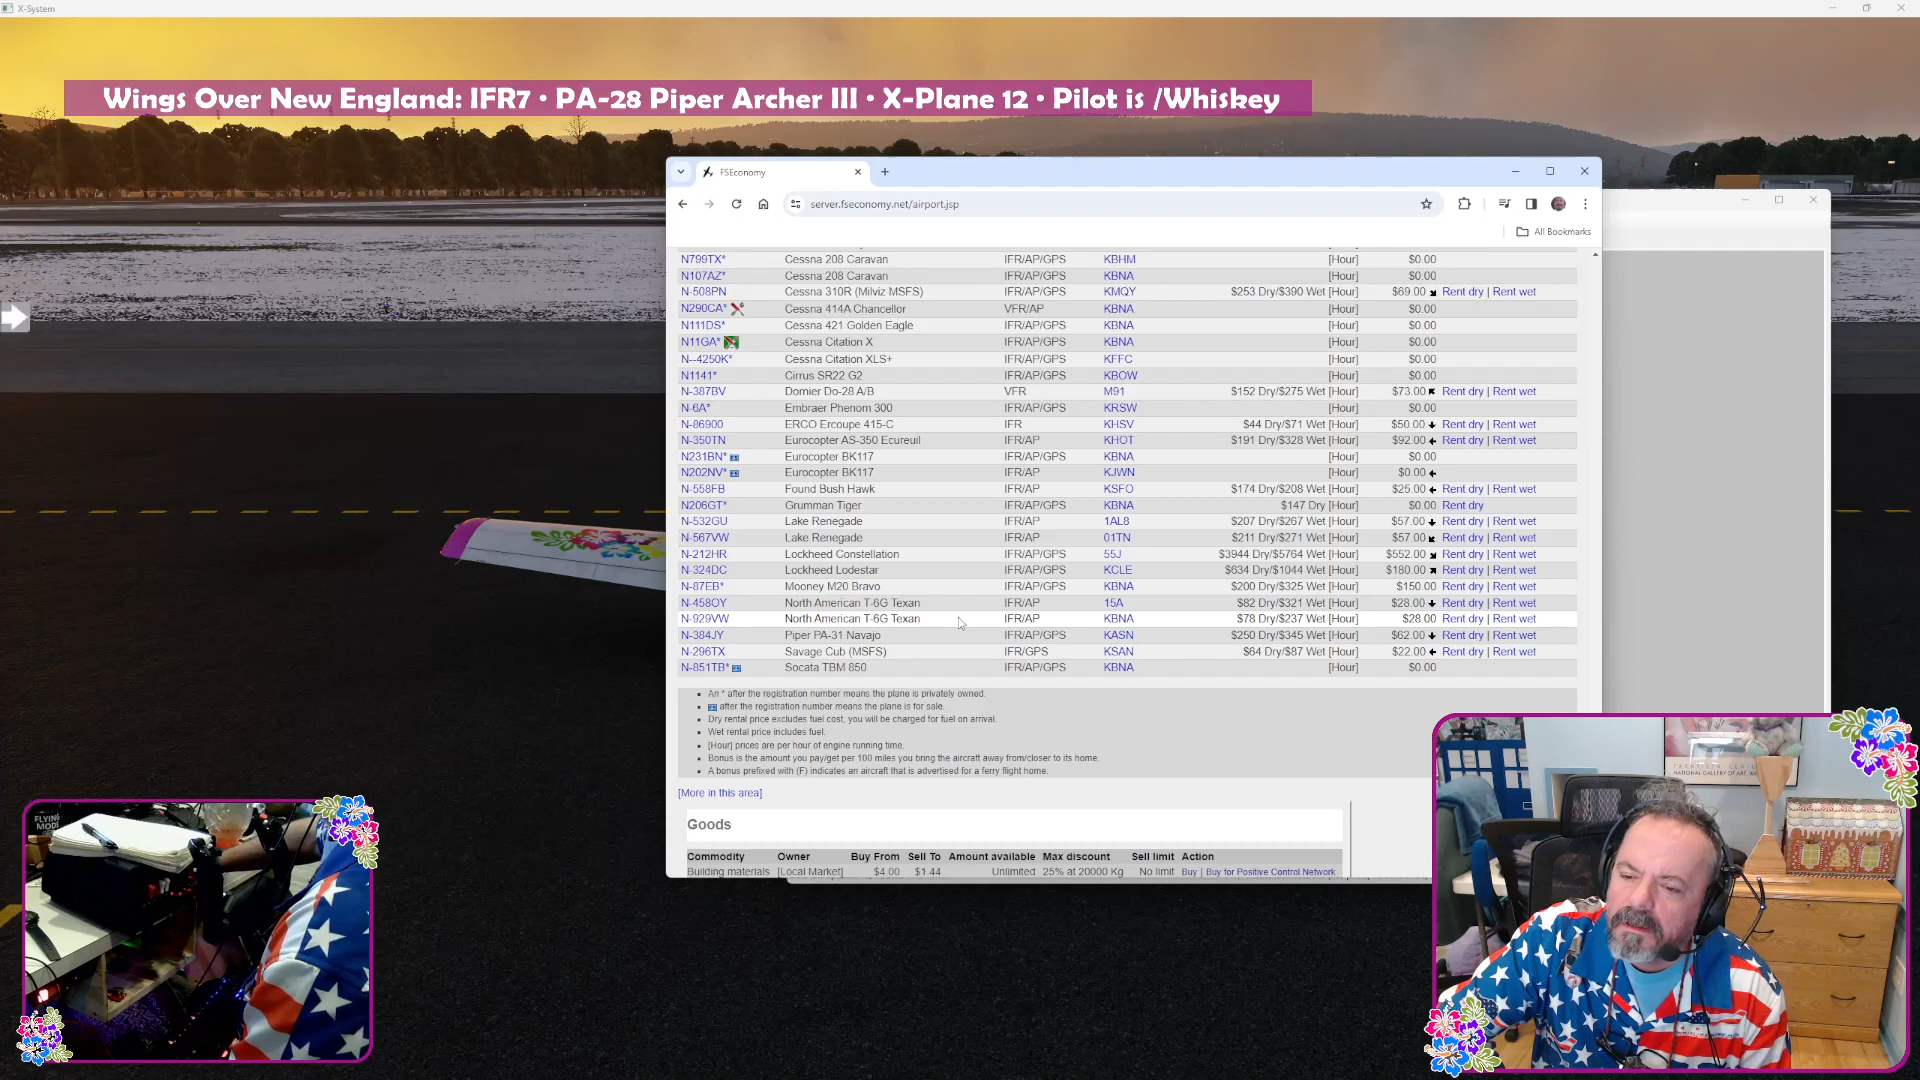 X-System
Wings Over New England: IFR7 • PA-28 Piper Archer III • X-Plane 12 • Pilot is /Whiskey
FSEconomy
server.fseconomy.net/airport.jsp
All Bookmarks
N799TX* Cessna 208 Caravan IFR/AP/GPS KBHM [Hour] $0.00
N107AZ* Cessna 208 Caravan IFR/AP/GPS KBNA [Hour] $0.00
N-508PN Cessna 310R (Milviz MSFS) IFR/AP/GPS KMQY $253 Dry/$390 Wet [Hour] $69.00 Rent dry | Rent wet
N290CA* Cessna 414A Chancellor VFR/AP KBNA [Hour] $0.00
N111DS* Cessna 421 Golden Eagle IFR/AP/GPS KBNA [Hour] $0.00
N11GA* Cessna Citation X IFR/AP/GPS KBNA [Hour] $0.00
N--4250K* Cessna Citation XLS+ IFR/AP/GPS KFFC [Hour] $0.00
N1141* Cirrus SR22 G2 IFR/AP/GPS KBOW [Hour] $0.00
N-387BV Dornier Do-28 A/B VFR M91 $152 Dry/$275 Wet [Hour] $73.00 Rent dry | Rent wet
N-6A* Embraer Phenom 300 IFR/AP/GPS KRSW [Hour] $0.00
N-86900 ERCO Ercoupe 415-C IFR KHSV $44 Dry/$71 Wet [Hour] $50.00 Rent dry | Rent wet
N-350TN Eurocopter AS-350 Ecureuil IFR/AP KHOT $191 Dry/$328 Wet [Hour] $92.00 Rent dry | Rent wet
N231BN* Eurocopter BK117 IFR/AP KBNA [Hour] $0.00
N202NV* Eurocopter BK117 IFR/AP KJWN [Hour] $0.00
N-558FB Found Bush Hawk IFR/AP KSFO $174 Dry/$208 Wet [Hour] $25.00 Rent dry | Rent wet
N206GT* Grumman Tiger IFR/AP/GPS KBNA $147 Dry [Hour] $0.00 Rent dry
N-532GU Lake Renegade IFR/AP 1AL8 $207 Dry/$267 Wet [Hour] $57.00 Rent dry | Rent wet
N-567VW Lake Renegade IFR/AP 01TN $211 Dry/$271 Wet [Hour] $57.00 Rent dry | Rent wet
N-212HR Lockheed Constellation IFR/AP/GPS 55J $3944 Dry/$5764 Wet [Hour] $552.00 Rent dry | Rent wet
N-324DC Lockheed Lodestar IFR/AP/GPS KCLE $634 Dry/$1044 Wet [Hour] $180.00 Rent dry | Rent wet
N-87EB* Mooney M20 Bravo IFR/AP/GPS KBNA $200 Dry/$325 Wet [Hour] $150.00 Rent dry | Rent wet
N-458OY North American T-6G Texan IFR/AP 15A $82 Dry/$321 Wet [Hour] $28.00 Rent dry | Rent wet
N-929VW North American T-6G Texan IFR/AP KBNA $78 Dry/$237 Wet [Hour] $28.00 Rent dry | Rent wet
N-384JY Piper PA-31 Navajo IFR/AP/GPS KASN $250 Dry/$345 Wet [Hour] $62.00 Rent dry | Rent wet
N-296TX Savage Cub (MSFS) IFR/GPS KSAN $64 Dry/$87 Wet [Hour] $22.00 Rent dry | Rent wet
N-851TB* Socata TBM 850 IFR/AP/GPS KBNA [Hour] $0.00
• An * after the registration number means the plane is privately owned.
• after the registration number means the plane is for sale.
• Dry rental price excludes fuel cost, you will be charged for fuel on arrival.
• Wet rental price includes fuel.
• [Hour] prices are per hour of engine running time.
• Bonus is the amount you pay/get per 100 miles you bring the aircraft away from/closer to its home.
• A bonus prefixed with (F) indicates an aircraft that is advertised for a ferry flight home.
[More in this area]
Goods
Commodity Owner Buy From Sell To Amount available Max discount Sell limit Action
Building materials [Local Market] $4.00 $1.44 Unlimited 25% at 20000 Kg No limit Buy | Buy for Positive Control Network
FLYING
NATIONAL GALLERY OF ART, WA